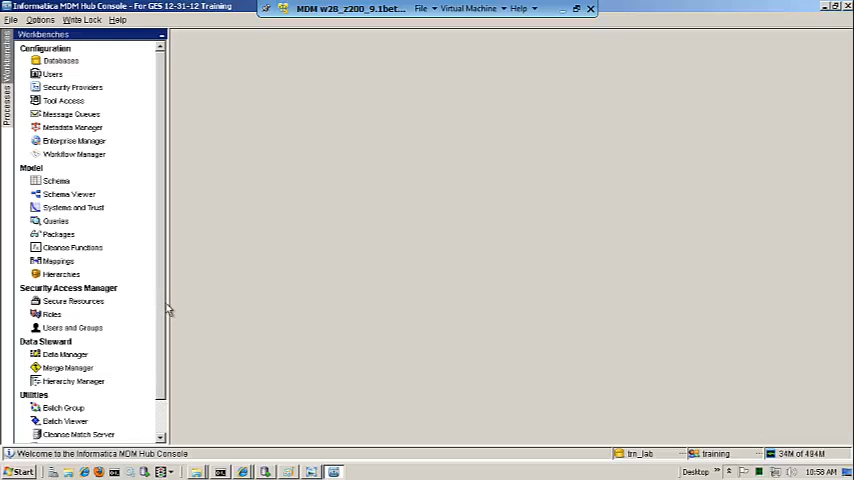 Informatica MDM Hub Console - For GES 12-31-12 Training
MDM w28_z200_9.1bet...
File
Virtual Machine
Help
File Options Write Lock Help
Workbenches
Processes
Workbenches
Configuration
Databases
Users
Security Providers
Tool Access
Message Queues
Metadata Manager
Enterprise Manager
Workflow Manager
Model
Schema
Schema Viewer
Systems and Trust
Queries
Packages
Cleanse Functions
Mappings
Hierarchies
Security Access Manager
Secure Resources
Roles
Users and Groups
Data Steward
Data Manager
Merge Manager
Hierarchy Manager
Utilities
Batch Group
Batch Viewer
Cleanse Match Server
Welcome to the Informatica MDM Hub Console
trn_lab
training
34M of 494M
Start
Desktop
10:58 AM